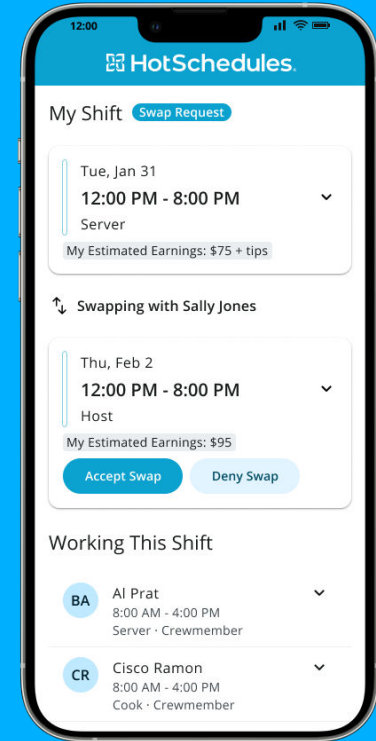 12:00
HotSchedules.
My Shift Swap Request
Tue, Jan 31
12:00 PM - 8:00 PM
Server
My Estimated Earnings: $75 + tips
Swapping with Sally Jones
Thu, Feb 2
12:00 PM - 8:00 PM
Host
My Estimated Earnings: $95
Accept Swap Deny Swap
Working This Shift
BA Al Prat
8:00 AM - 4:00 PM
Server · Crewmember
CR Cisco Ramon
8:00 AM - 4:00 PM
Cook · Crewmember